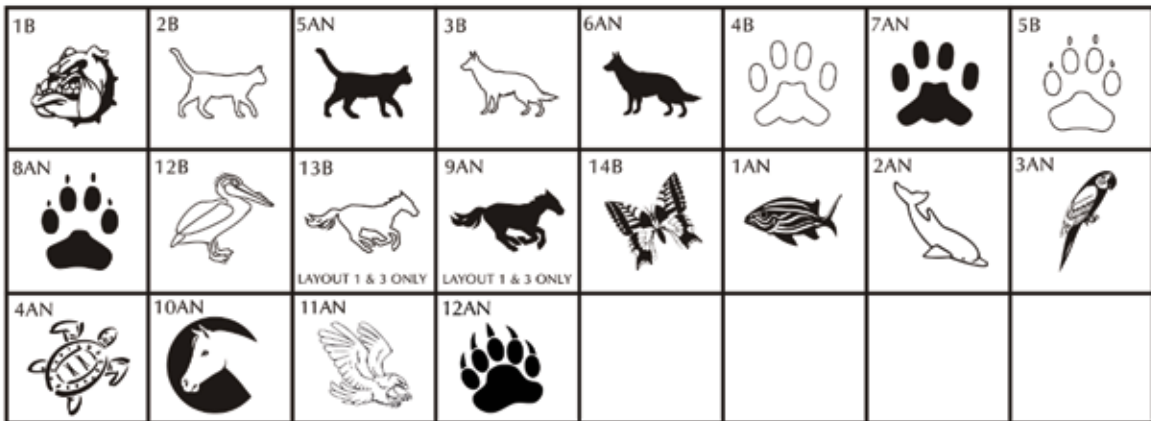 1B 2B 5AN 3B 6AN 4B 7AN 5B
8AN 12B 13B 9AN 14B 1AN 2AN 3AN
LAYOUT 1 & 3 ONLY LAYOUT 1 & 3 ONLY
4AN 10AN 11AN 12AN